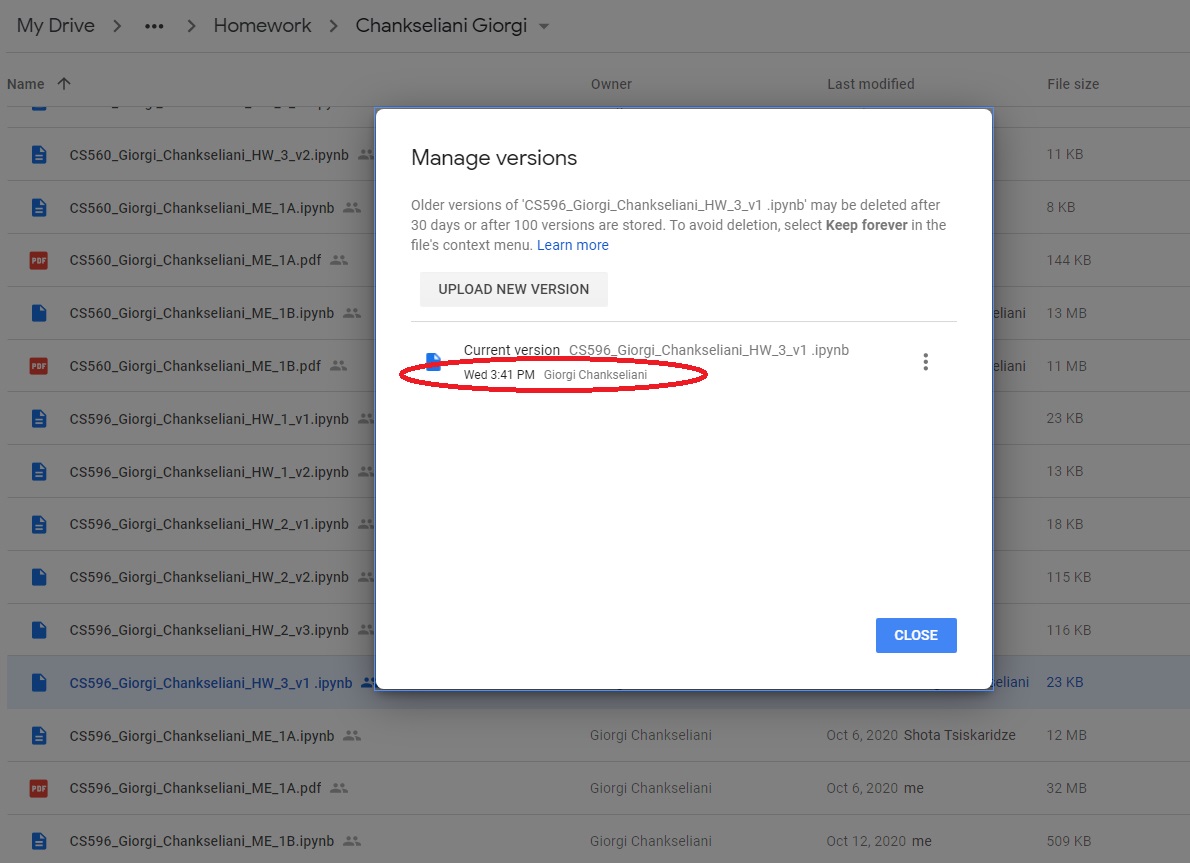 My Drive > ••• > Homework > Chankseliani Giorgi
Name Owner Last modified File size
CS560_Giorgi_Chankseliani_HW_3_v2.ipynb 11 KB
CS560_Giorgi_Chankseliani_ME_1A.ipynb 8 KB
CS560_Giorgi_Chankseliani_ME_1A.pdf 144 KB
CS560_Giorgi_Chankseliani_ME_1B.ipynb eliani 13 MB
CS560_Giorgi_Chankseliani_ME_1B.pdf eliani 11 MB
CS596_Giorgi_Chankseliani_HW_1_v1.ipynb 23 KB
CS596_Giorgi_Chankseliani_HW_1_v2.ipynb 13 KB
CS596_Giorgi_Chankseliani_HW_2_v1.ipynb 18 KB
CS596_Giorgi_Chankseliani_HW_2_v2.ipynb 115 KB
CS596_Giorgi_Chankseliani_HW_2_v3.ipynb 116 KB
CS596_Giorgi_Chankseliani_HW_3_v1 .ipynb seliani 23 KB
CS596_Giorgi_Chankseliani_ME_1A.ipynb Giorgi Chankseliani Oct 6, 2020 Shota Tsiskaridze 12 MB
PDF CS596_Giorgi_Chankseliani_ME_1A.pdf Giorgi Chankseliani Oct 6, 2020 me 32 MB
CS596_Giorgi_Chankseliani_ME_1B.ipynb Giorgi Chankseliani Oct 12, 2020 me 509 KB
Manage versions
Older versions of 'CS596_Giorgi_Chankseliani_HW_3_v1 .ipynb' may be deleted after
30 days or after 100 versions are stored. To avoid deletion, select Keep forever in the
file's context menu. Learn more
UPLOAD NEW VERSION
Current version CS596_Giorgi_Chankseliani_HW_3_v1 .ipynb
Wed 3:41 PM Giorgi Chankseliani
CLOSE